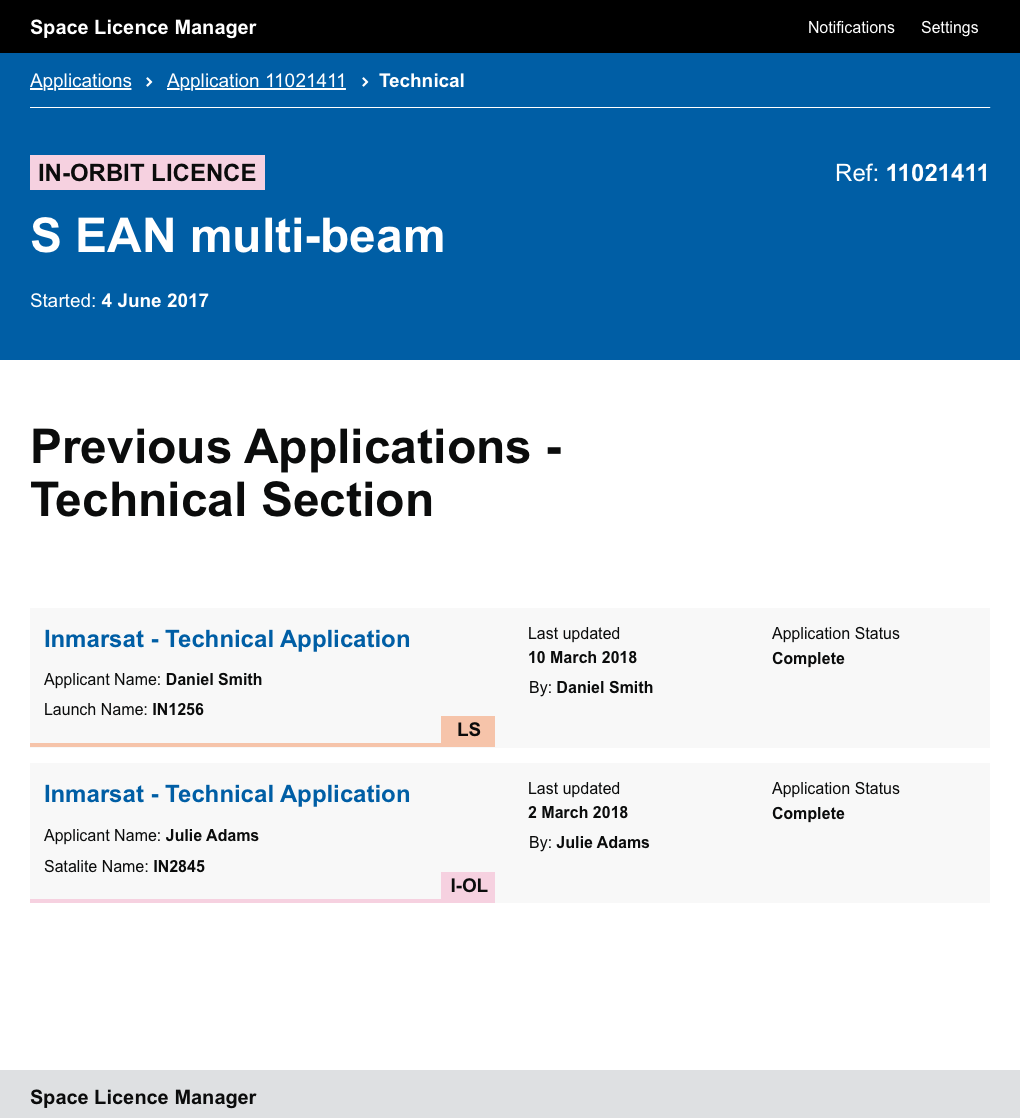 Space Licence Manager
Notifications Settings
Applications › Application 11021411 › Technical
IN-ORBIT LICENCE
Ref: 11021411
S EAN multi-beam
Started: 4 June 2017
Previous Applications -
Technical Section
Inmarsat - Technical Application
Applicant Name: Daniel Smith
Launch Name: IN1256
LS
Last updated
10 March 2018
By: Daniel Smith
Application Status
Complete
Inmarsat - Technical Application
Applicant Name: Julie Adams
Satalite Name: IN2845
I-OL
Last updated
2 March 2018
By: Julie Adams
Application Status
Complete
Space Licence Manager